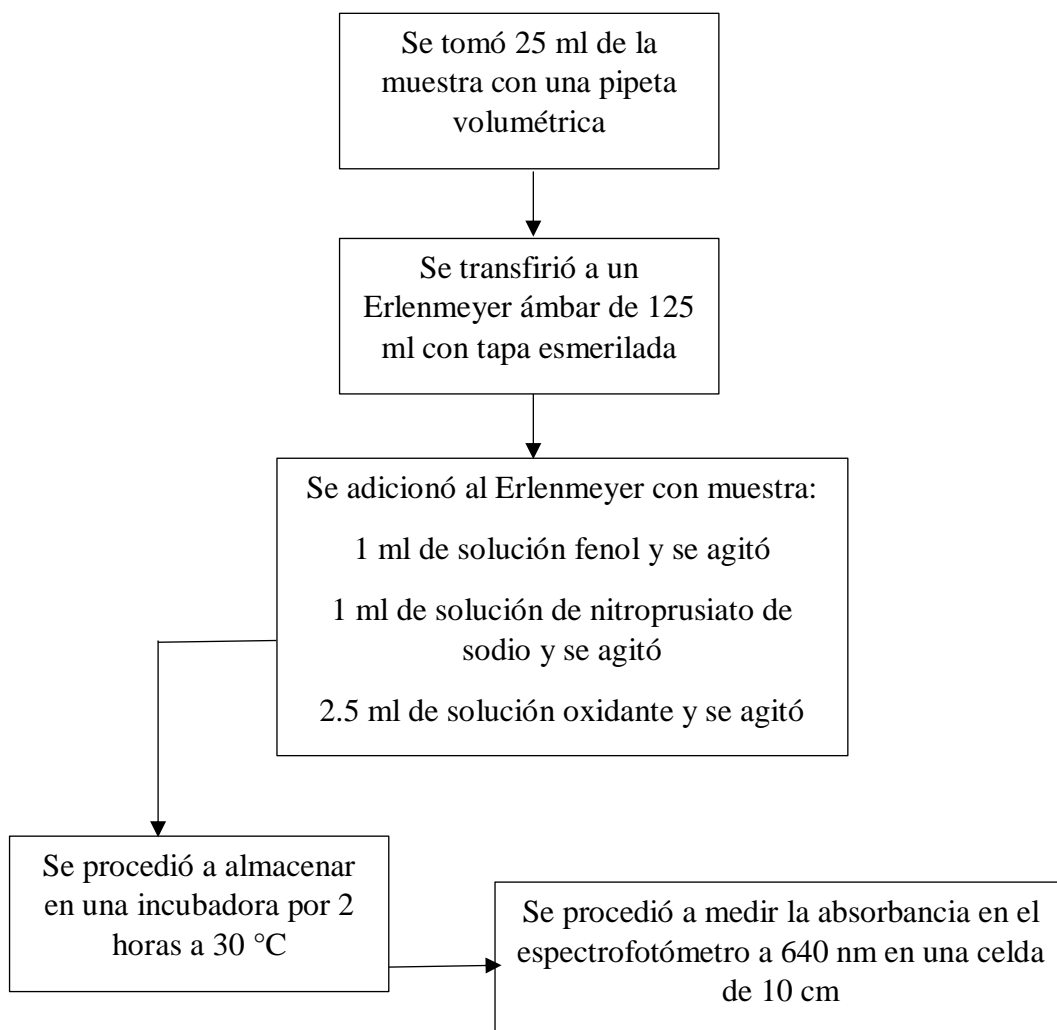 Se tomó 25 ml de la
muestra con una pipeta
volumétrica
Se transfirió a un
Erlenmeyer ámbar de 125
ml con tapa esmerilada
Se adicionó al Erlenmeyer con muestra:
1 ml de solución fenol y se agitó
1 ml de solución de nitroprusiato de
sodio y se agitó
2.5 ml de solución oxidante y se agitó
Se procedió a almacenar
en una incubadora por 2
horas a 30 °C
Se procedió a medir la absorbancia en el
espectrofotómetro a 640 nm en una celda
de 10 cm